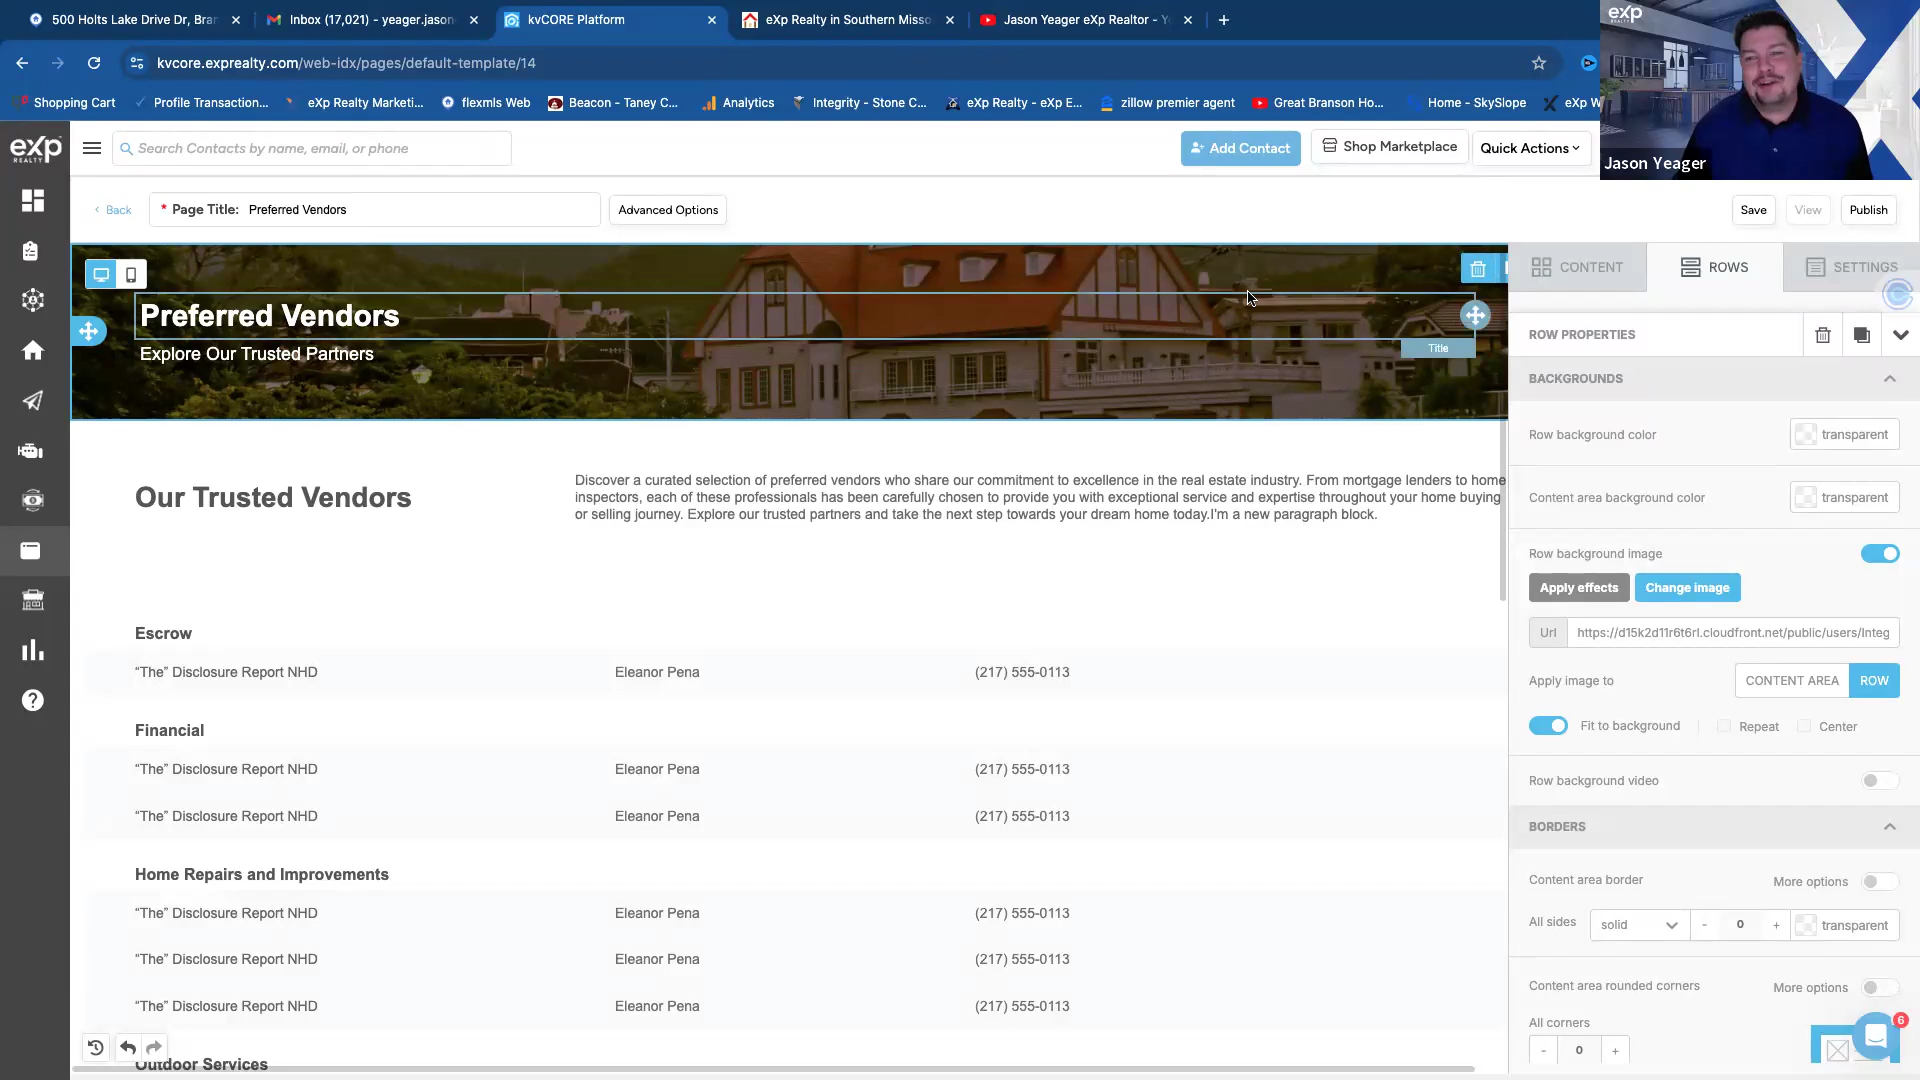 500 Holts Lake Drive Dr, Bran
Inbox (17,021) - yeager.jason
kvCORE Platform
eXp Realty in Southern Misso
Jason Yeager eXp Realtor - Y
kvcore.exprealty.com/web-idx/pages/default-template/14
Shopping Cart
Profile Transaction...
eXp Realty Marketi...
flexmls Web
Beacon - Taney C...
Analytics
Integrity - Stone C...
eXp Realty - eXp E...
zillow premier agent
Great Branson Ho...
Home - SkySlope
eXp W
eXp
REALTY
Jason Yeager
eXp
REALTY
Search Contacts by name, email, or phone
Add Contact
Shop Marketplace
Quick Actions
Back
* Page Title: Preferred Vendors
Advanced Options
Save
View
Publish
Preferred Vendors
Explore Our Trusted Partners
Title
Our Trusted Vendors
Discover a curated selection of preferred vendors who share our commitment to excellence in the real estate industry. From mortgage lenders to home
inspectors, each of these professionals has been carefully chosen to provide you with exceptional service and expertise throughout your home buying
or selling journey. Explore our trusted partners and take the next step towards your dream home today.I'm a new paragraph block.
Escrow
“The” Disclosure Report NHD Eleanor Pena (217) 555-0113
Financial
“The” Disclosure Report NHD Eleanor Pena (217) 555-0113
“The” Disclosure Report NHD Eleanor Pena (217) 555-0113
Home Repairs and Improvements
“The” Disclosure Report NHD Eleanor Pena (217) 555-0113
“The” Disclosure Report NHD Eleanor Pena (217) 555-0113
“The” Disclosure Report NHD Eleanor Pena (217) 555-0113
Outdoor Services
CONTENT
ROWS
SETTINGS
ROW PROPERTIES
BACKGROUNDS
Row background color
transparent
Content area background color
transparent
Row background image
Apply effects
Change image
Url https://d15k2d11r6t6rl.cloudfront.net/public/users/Integ
Apply image to
CONTENT AREA
ROW
Fit to background
Repeat
Center
Row background video
BORDERS
Content area border
More options
All sides
solid
- 0 +
transparent
Content area rounded corners
More options
All corners
- 0 +
6